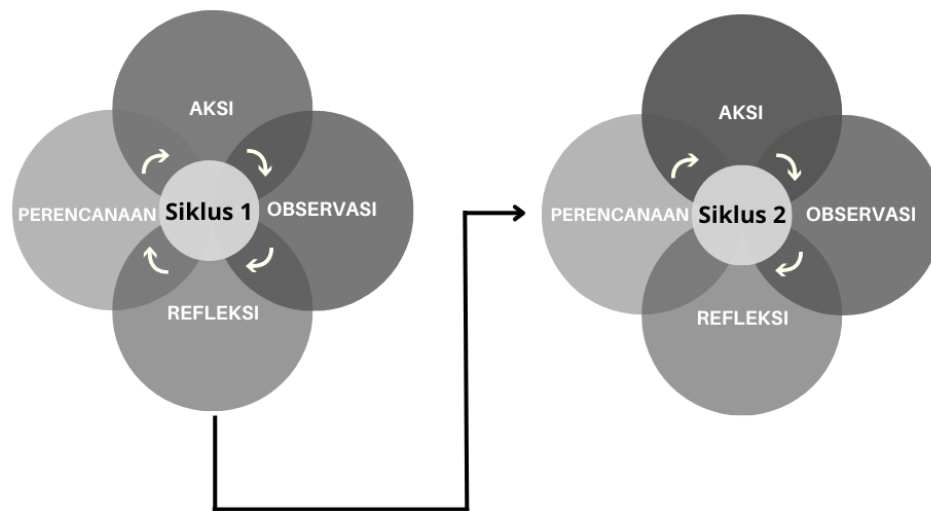 AKSI
PERENCANAAN
Siklus 1
OBSERVASI
REFLEKSI
AKSI
PERENCANAAN
Siklus 2
OBSERVASI
REFLEKSI